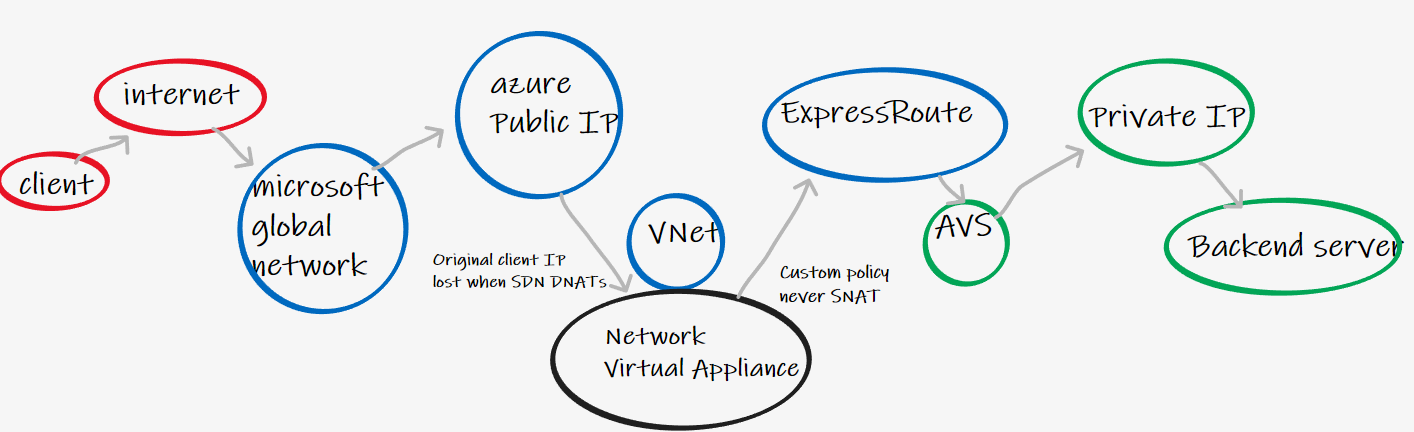 client
internet
microsoft
global
network
azure
Public IP
Original client IP
lost when SDN DNATs
VNet
Network
Virtual Appliance
Custom policy
never SNAT
ExpressRoute
AVS
Private IP
Backend server